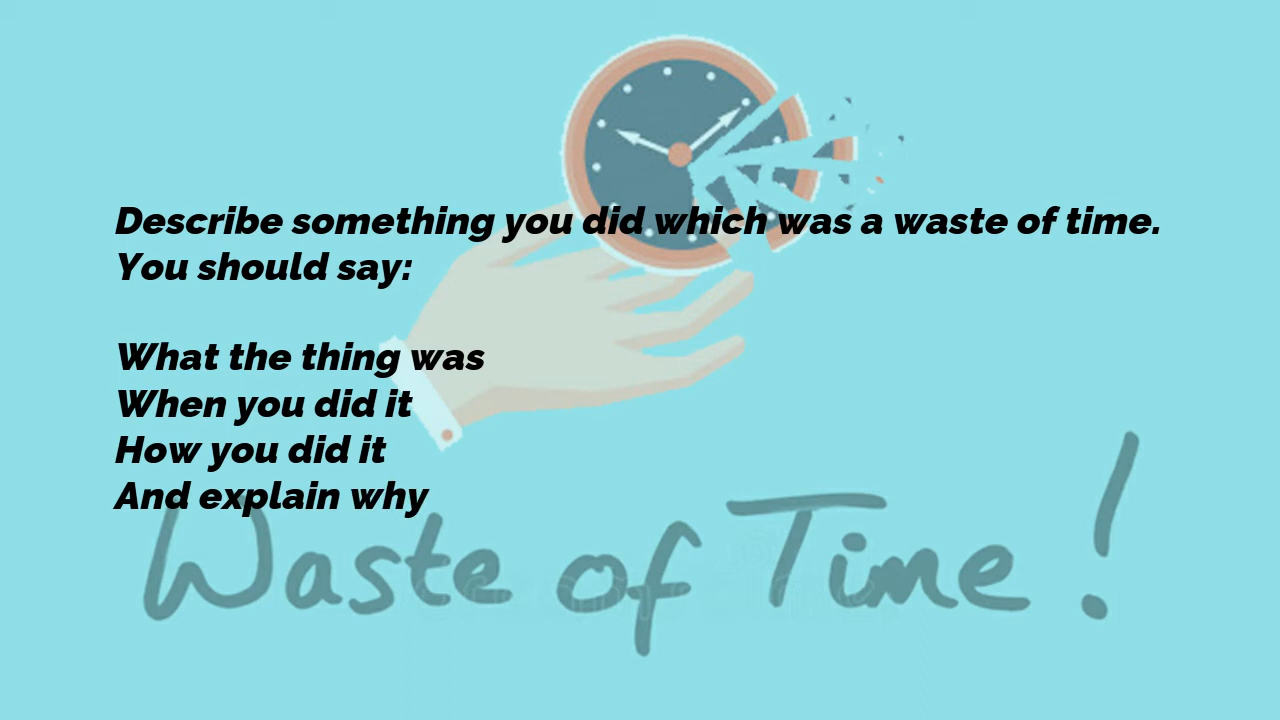 Describe something you did which was a waste of time.
You should say:
What the thing was
When you did it
How you did it
And explain why
Waste of Time!